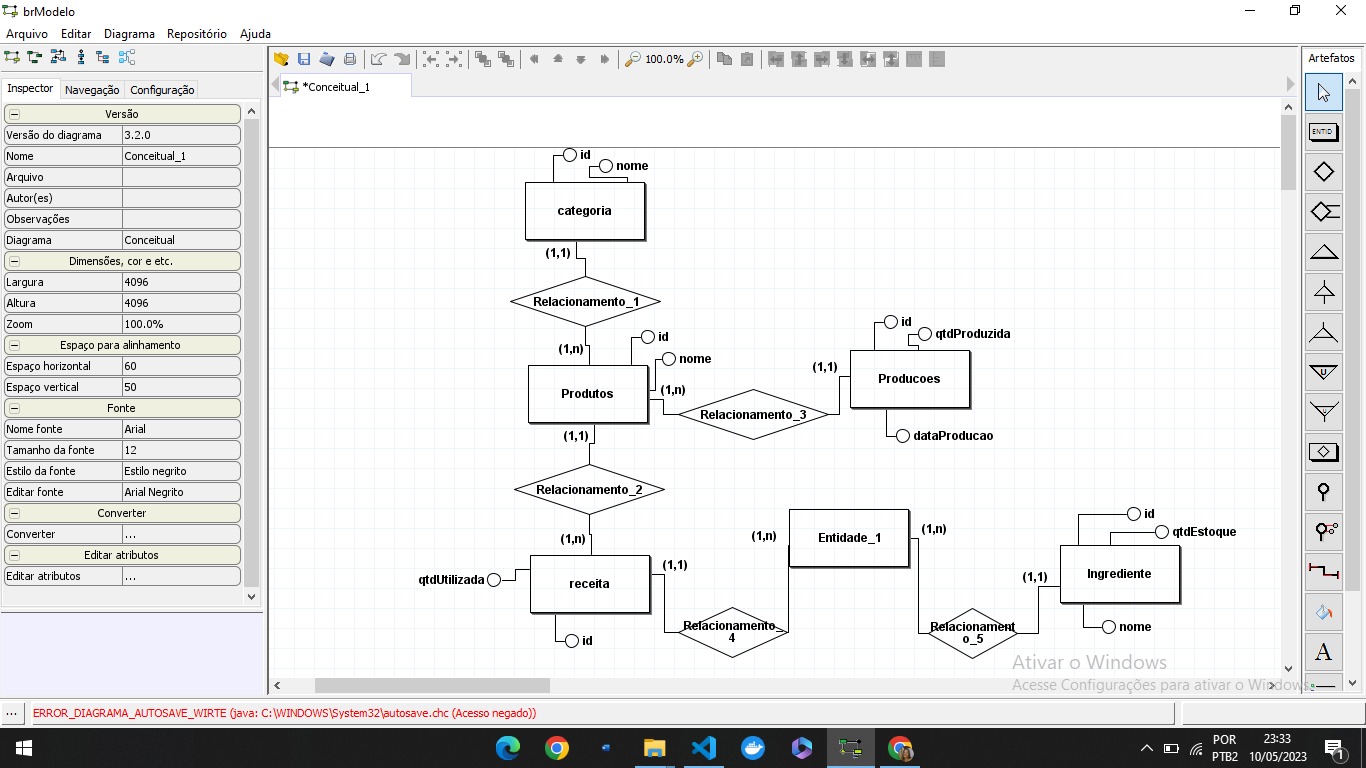 brModelo
Arquivo Editar Diagrama Repositório Ajuda
100.0%
Artefatos
Inspector Navegação Configuração
*Conceitual_1
Versão
Versão do diagrama 3.2.0
Nome Conceitual_1
Arquivo
Autor(es)
Observações
Diagrama Conceitual
Dimensões, cor e etc.
Largura 4096
Altura 4096
Zoom 100.0%
Espaço para alinhamento
Espaço horizontal 60
Espaço vertical 50
Fonte
Nome fonte Arial
Tamanho da fonte 12
Estilo da fonte Estilo negrito
Editar fonte Arial Negrito
Converter
Converter ...
Editar atributos
Editar atributos ...
id
nome
categoria
(1,1)
Relacionamento_1
(1,n)
id
nome
Produtos
(1,n)
(1,1)
Relacionamento_3
(1,1)
id
qtdProduzida
Producoes
dataProducao
Relacionamento_2
(1,n)
qtdUtilizada
receita
id
(1,1)
Relacionamento_
4
(1,n)
Entidade_1
(1,n)
Relacionament
o_5
(1,1)
id
qtdEstoque
Ingrediente
nome
ENTID
U
A
Ativar o Windows
Acesse Configurações para ativar o Windows.
... ERROR_DIAGRAMA_AUTOSAVE_WIRTE (java: C:\WINDOWS\System32\autosave.chc (Acesso negado))
POR
PTB2
23:33
10/05/2023
1